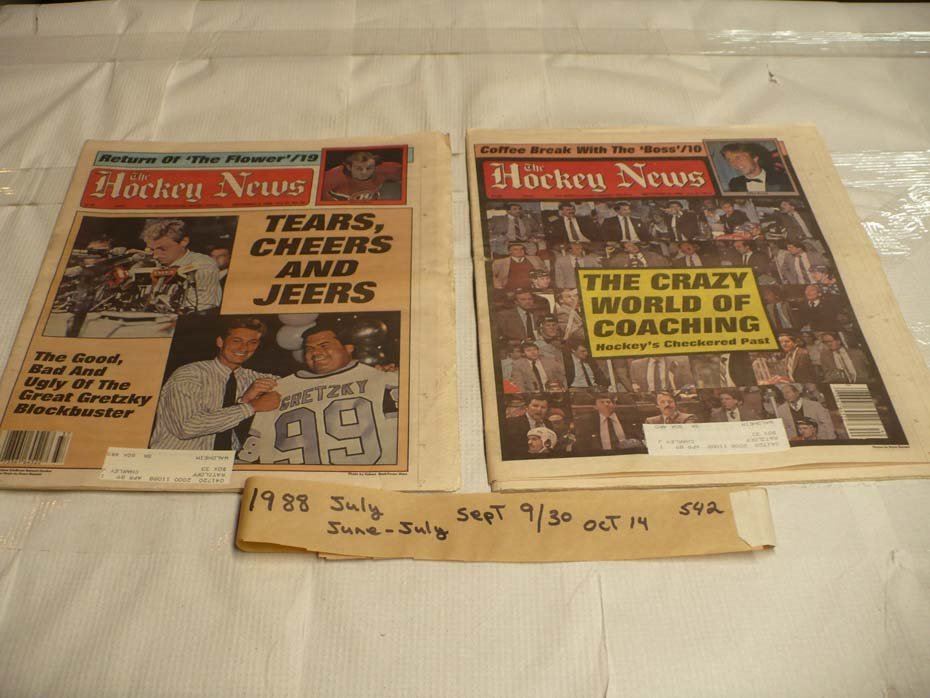 Return Of 'The Flower'/19
The Hockey News
TEARS,
CHEERS
AND
JEERS
The Good,
Bad And
Ugly Of The
Great Gretzky
Blockbuster
GRETZKY
99
Coffee Break With The 'Boss'/10
The Hockey News
THE CRAZY
WORLD OF
COACHING
Hockey's Checkered Past
1988 July Sept 9/30 Oct 14 542
June-July